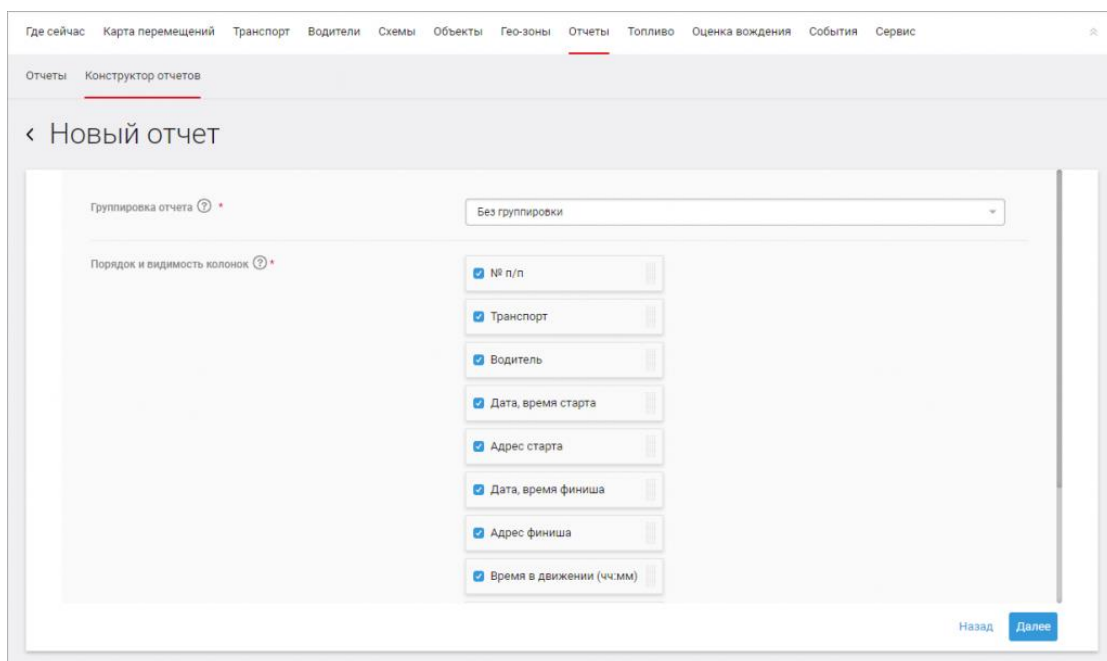 Где сейчас Карта перемещений Транспорт Водители Схемы Объекты Гео-зоны Отчеты Топливо Оценка вождения События Сервис
Отчеты Конструктор отчетов
‹ Новый отчет
Группировка отчета ? * Без группировки
Порядок и видимость колонок ? *
№ п/п
Транспорт
Водитель
Дата, время старта
Адрес старта
Дата, время финиша
Адрес финиша
Время в движении (чч:мм)
Назад Далее